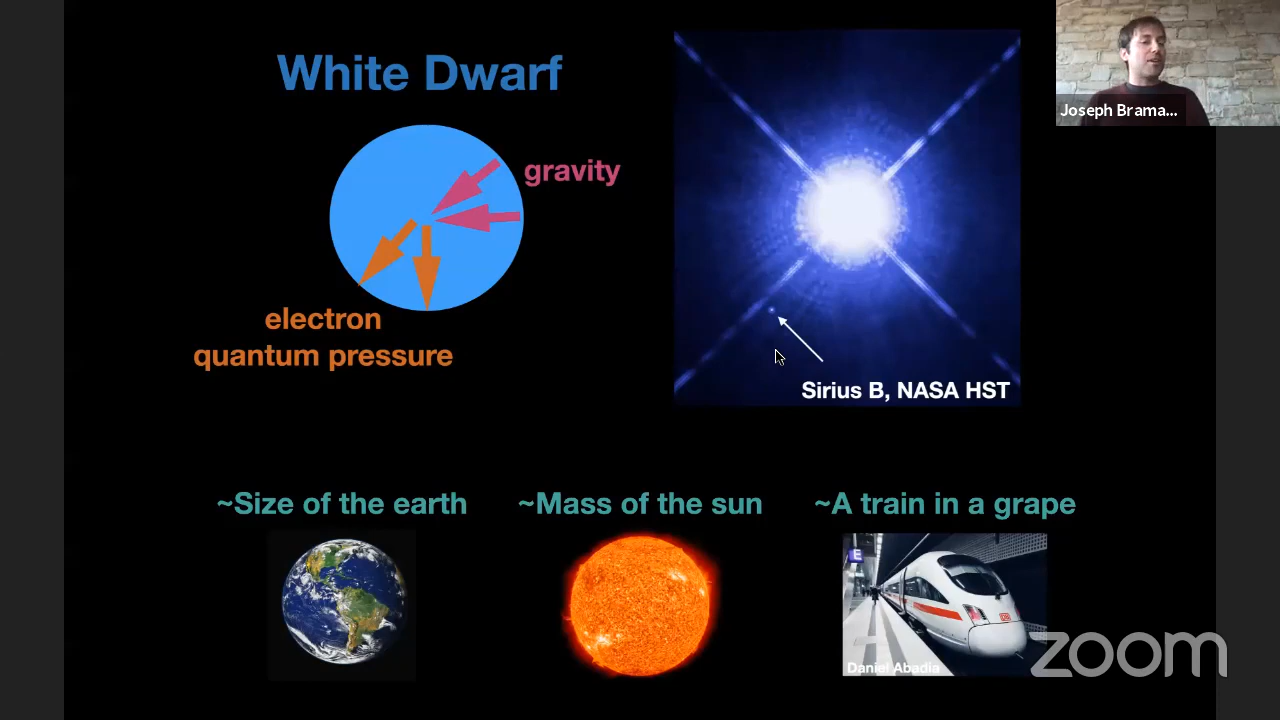 White Dwarf
gravity
electron
quantum pressure
Sirius B, NASA HST
Joseph Brama...
~Size of the earth
~Mass of the sun
~A train in a grape
E
DB
Daniel Abadia
zoom